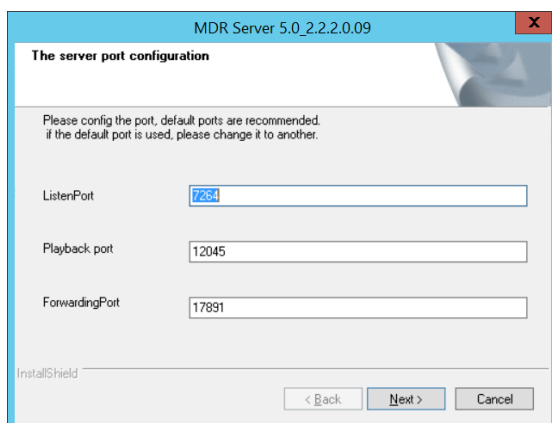 MDR Server 5.0_2.2.2.0.09
x
The server port configuration
Please config the port, default ports are recommended.
if the default port is used, please change it to another.
ListenPort 7264
Playback port 12045
ForwardingPort 17891
InstallShield
< Back Next > Cancel